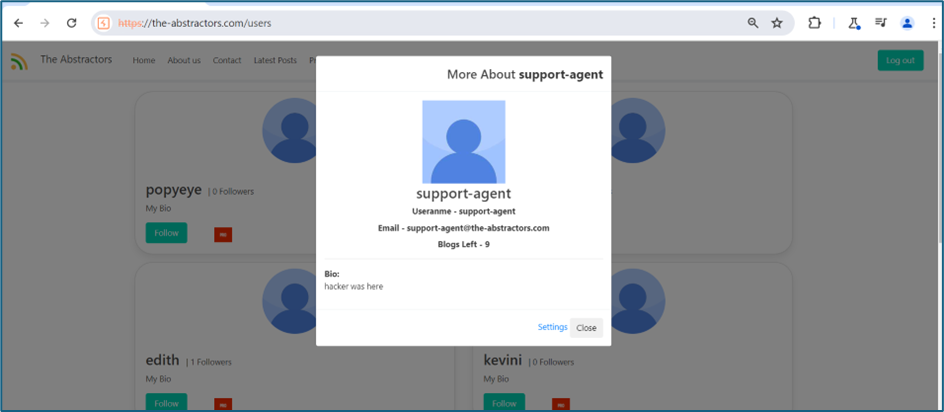 https://the-abstractors.com/users
The Abstractors Home About us Contact Latest Posts Log out
More About support-agent
support-agent
Useranme - support-agent
Email - support-agent@the-abstractors.com
Blogs Left - 9
Bio:
hacker was here
Settings Close
popyeye | 0 Followers
My Bio
Follow
edith | 1 Followers
My Bio
Follow
kevini | 0 Followers
My Bio
Follow